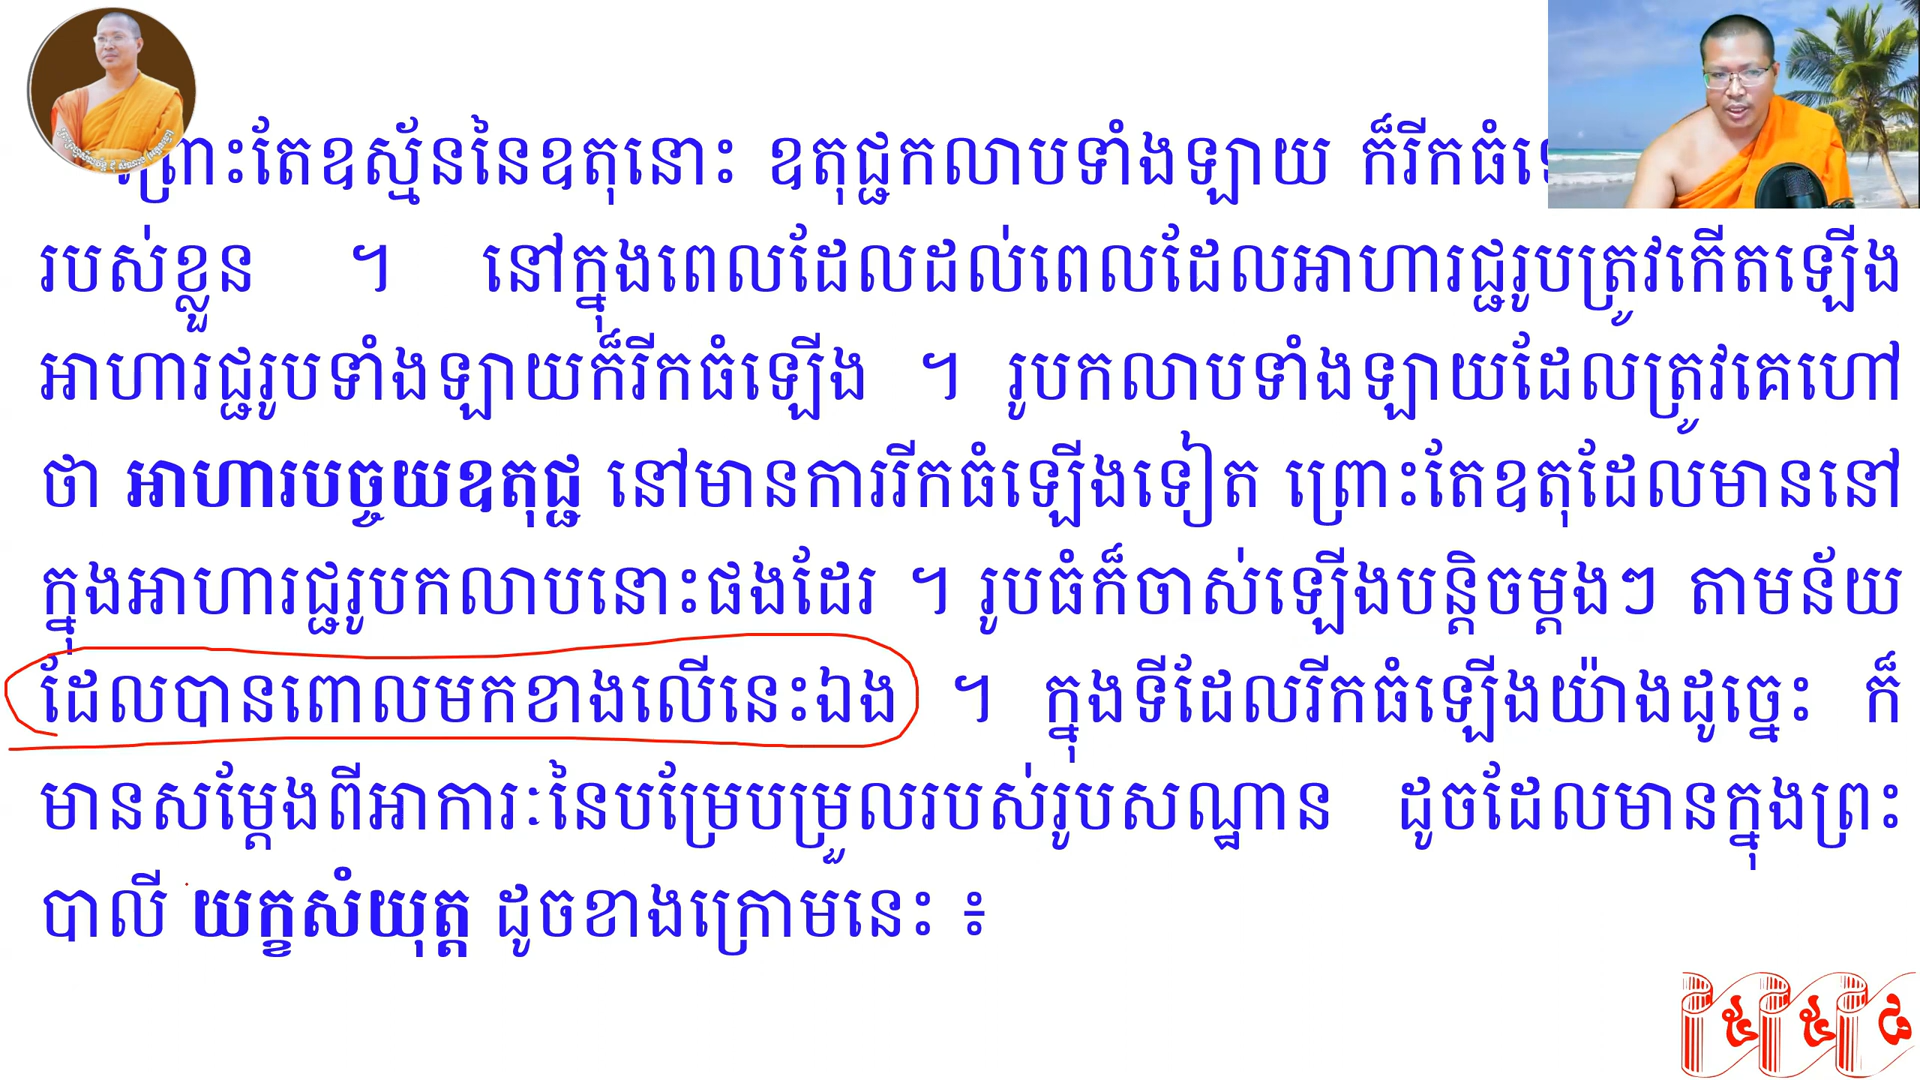 ព្រោះតែឧស្ម័ននៃឧតុនោះ ឧតុជ្ជកលាបទាំងឡាយ ក៏រីកធំ
របស់ខ្លួន ។ នៅក្នុងពេលដែលដល់ពេលដែលអាហារជ្ជរូបត្រូវកើតឡើង
អាហារជ្ជរូបទាំងឡាយក៏រីកធំឡើង ។ រូបកលាបទាំងឡាយដែលត្រូវគេហៅ
ថា អាហារបច្ចយឧតុជ្ជ នៅមានការរីកធំឡើងទៀត ព្រោះតែឧតុដែលមាននៅ
ក្នុងអាហារជ្ជរូបកលាបនោះផងដែរ ។ រូបធំក៏ចាស់ឡើងបន្តិចម្តងៗ តាមន័យ
ដែលបានពោលមកខាងលើនេះឯង ។ ក្នុងទីដែលរីកធំឡើងយ៉ាងដូច្នេះ ក៏
មានសម្តែងពីអាការៈនៃបម្រែបម្រួលរបស់រូបសណ្ឋាន ដូចដែលមានក្នុងព្រះ
បាលី យក្ខសំយុត្ត ដូចខាងក្រោមនេះ ៖